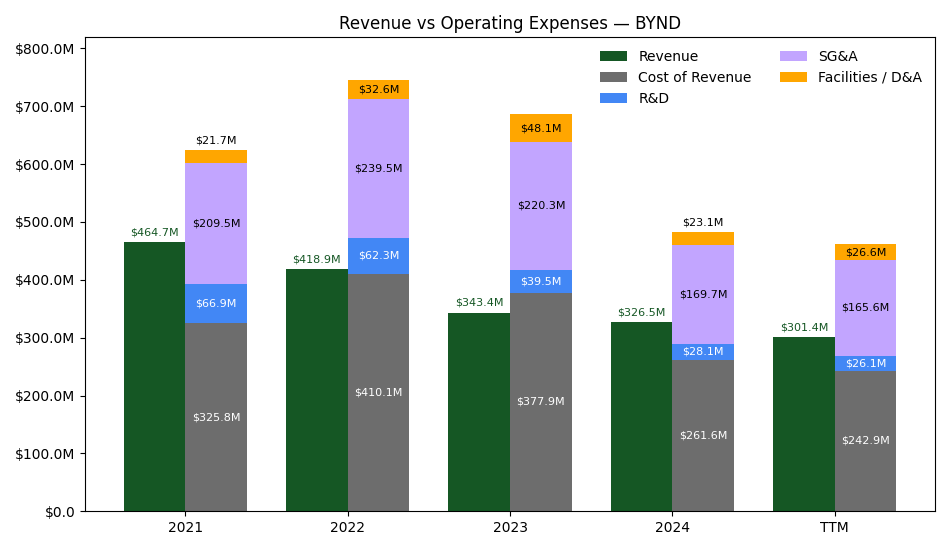 Revenue vs Operating Expenses — BYND
$800.0M
$700.0M
$600.0M
$500.0M
$400.0M
$300.0M
$200.0M
$100.0M
$0.0
Revenue
Cost of Revenue
R&D
SG&A
Facilities / D&A
$464.7M
$21.7M
$209.5M
$66.9M
$325.8M
$418.9M
$32.6M
$239.5M
$62.3M
$410.1M
$343.4M
$48.1M
$220.3M
$39.5M
$377.9M
$326.5M
$23.1M
$169.7M
$28.1M
$261.6M
$301.4M
$26.6M
$165.6M
$26.1M
$242.9M
2021
2022
2023
2024
TTM